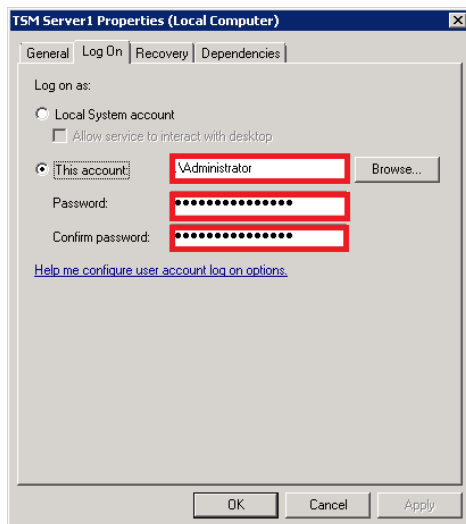 TSM Server1 Properties (Local Computer)
General Log On Recovery Dependencies
Log on as:
Local System account
Allow service to interact with desktop
This account: .\Administrator Browse...
Password: ●●●●●●●●●●●●●●●
Confirm password: ●●●●●●●●●●●●●●●
Help me configure user account log on options.
OK Cancel Apply